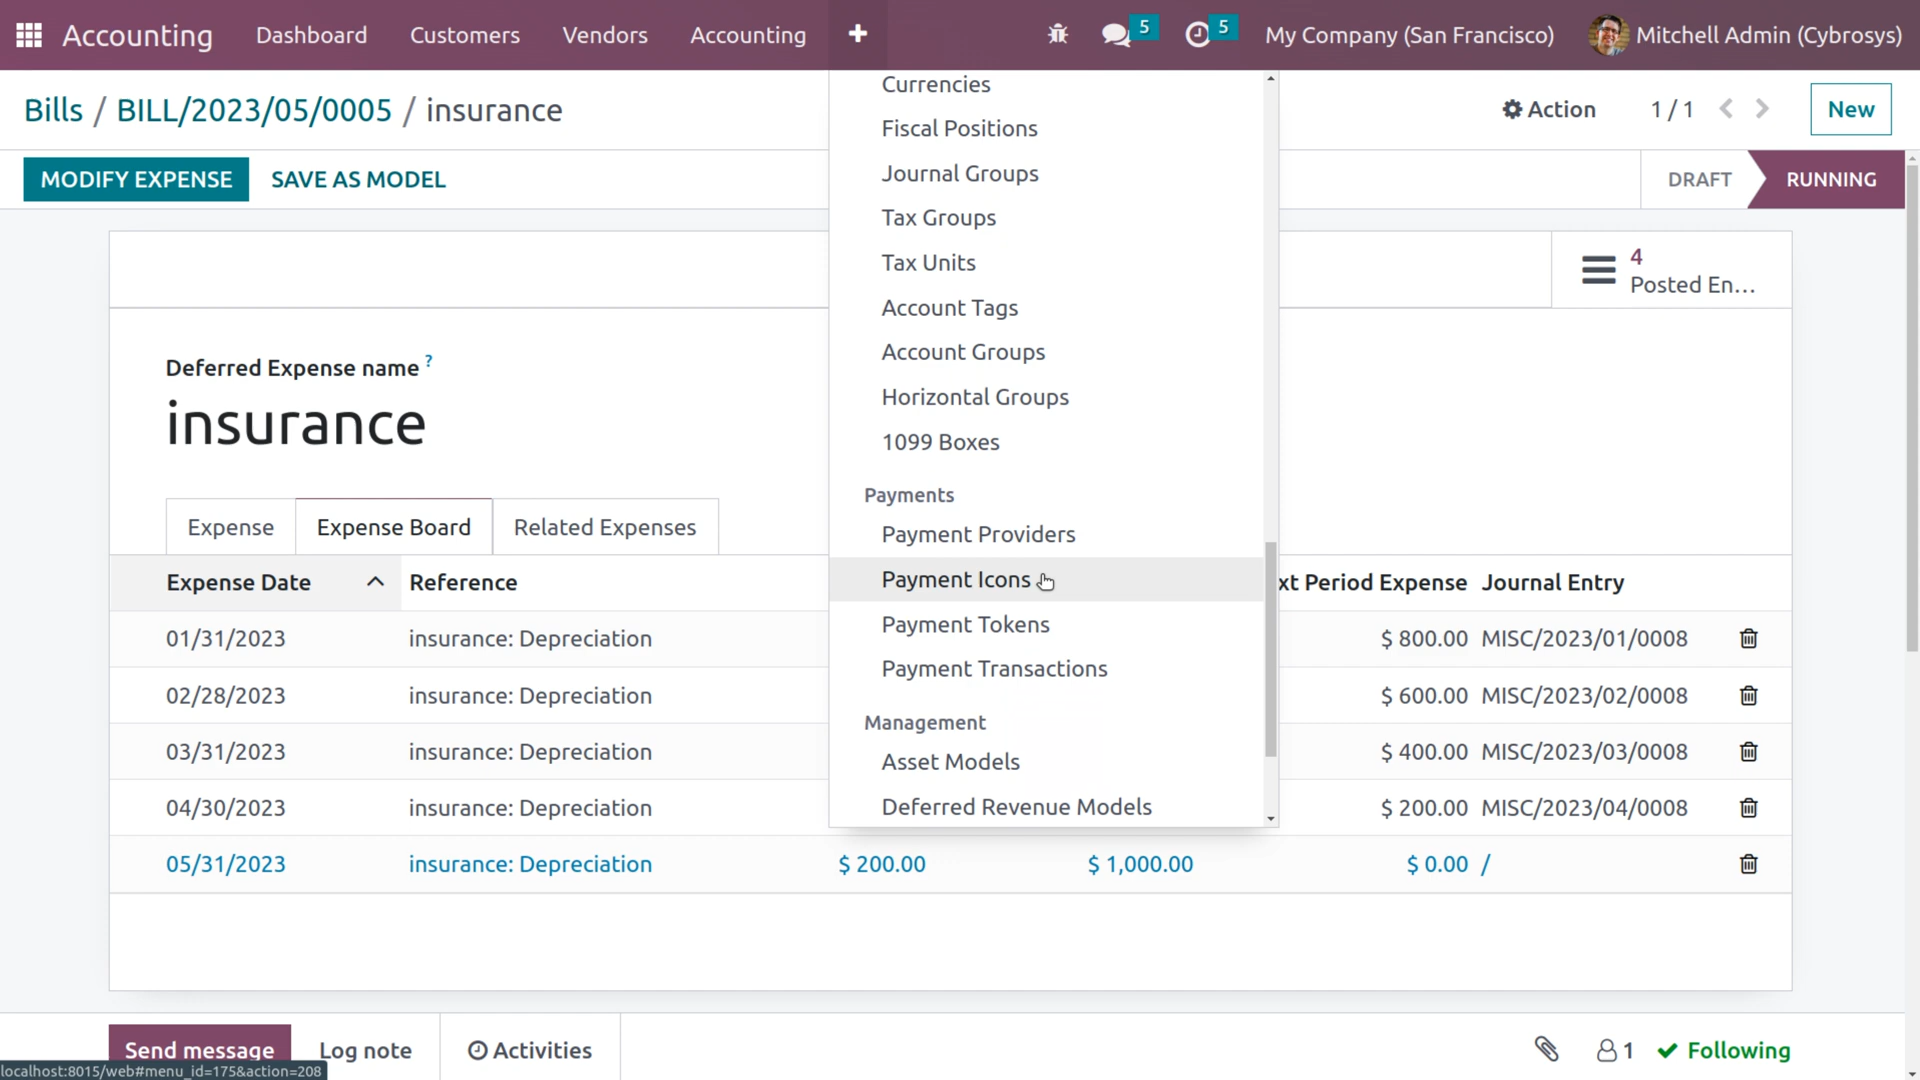 Accounting Dashboard Customers Vendors Accounting 5 5 My Company (San Francisco) Mitchell Admin (Cybrosys)
Bills / BILL/2023/05/0005 / insurance
Action 1 / 1 New
MODIFY EXPENSE SAVE AS MODEL
DRAFT RUNNING
4
Posted En...
Deferred Expense name ?
insurance
Expense Expense Board Related Expenses
Expense Date Reference xt Period Expense Journal Entry
01/31/2023 insurance: Depreciation $ 800.00 MISC/2023/01/0008
02/28/2023 insurance: Depreciation $ 600.00 MISC/2023/02/0008
03/31/2023 insurance: Depreciation $ 400.00 MISC/2023/03/0008
04/30/2023 insurance: Depreciation $ 200.00 MISC/2023/04/0008
05/31/2023 insurance: Depreciation $ 200.00 $ 1,000.00 $ 0.00 /
Currencies
Fiscal Positions
Journal Groups
Tax Groups
Tax Units
Account Tags
Account Groups
Horizontal Groups
1099 Boxes
Payments
Payment Providers
Payment Icons
Payment Tokens
Payment Transactions
Management
Asset Models
Deferred Revenue Models
Send message Log note Activities 1 Following
localhost:8015/web#menu_id=175&action=208